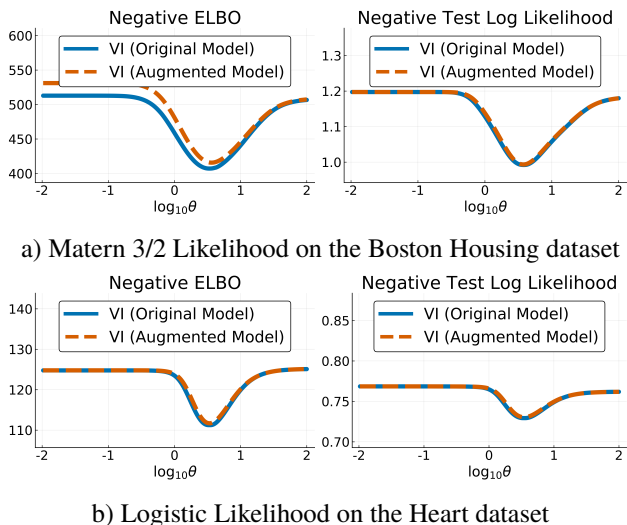 Negative ELBO
Negative Test Log Likelihood
600
550
500
450
400
VI (Original Model)
VI (Augmented Model)
-2 -1 0 1 2
log10θ
1.3
1.2
1.1
1.0
VI (Original Model)
VI (Augmented Model)
-2 -1 0 1 2
log10θ
a) Matern 3/2 Likelihood on the Boston Housing dataset
Negative ELBO
Negative Test Log Likelihood
140
130
120
110
VI (Original Model)
VI (Augmented Model)
-2 -1 0 1 2
log10θ
0.85
0.80
0.75
0.70
VI (Original Model)
VI (Augmented Model)
-2 -1 0 1 2
log10θ
b) Logistic Likelihood on the Heart dataset